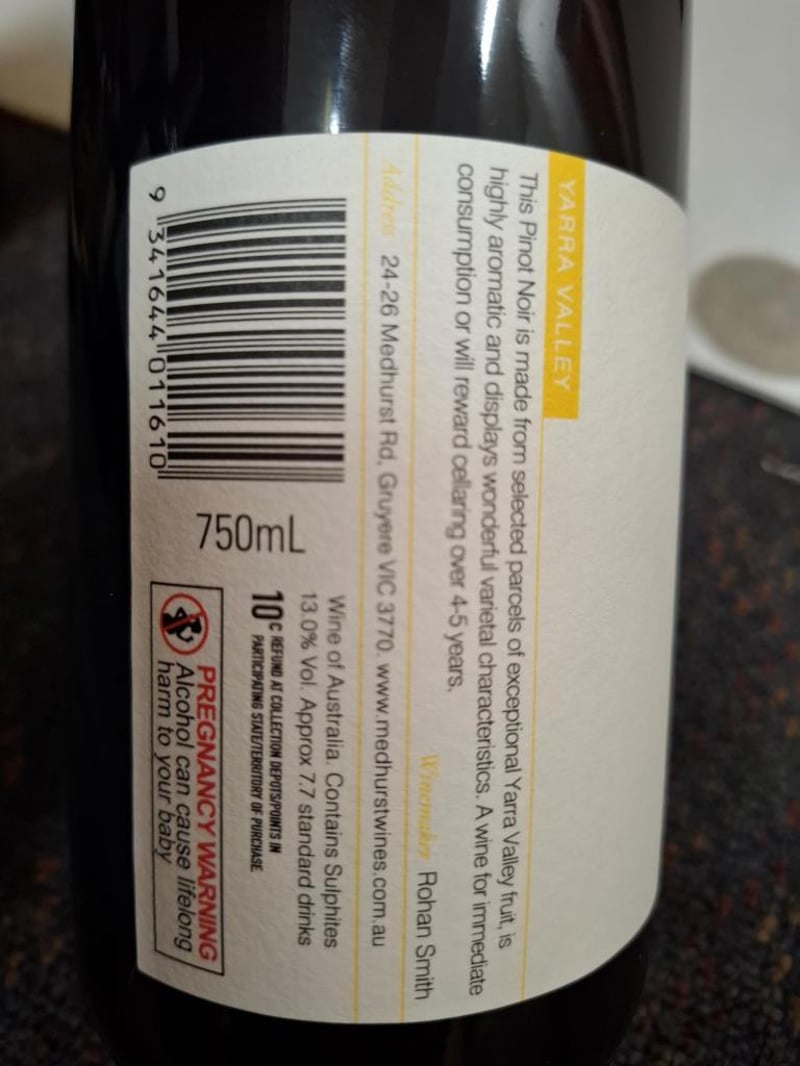 YARRA VALLEY
This Pinot Noir is made from selected parcels of exceptional Yarra Valley fruit, is
highly aromatic and displays wonderful varietal characteristics. A wine for immediate
consumption or will reward cellaring over 4-5 years.
Winemaker Rohan Smith
Address 24-26 Medhurst Rd, Gruyere VIC 3770. www.medhurstwines.com.au
9 341644 011610
750mL
Wine of Australia. Contains Sulphites
13.0% Vol. Approx 7.7 standard drinks
10c REFUND AT COLLECTION DEPOTS/POINTS IN
PARTICIPATING STATE/TERRITORY OF PURCHASE.
PREGNANCY WARNING
Alcohol can cause lifelong
harm to your baby